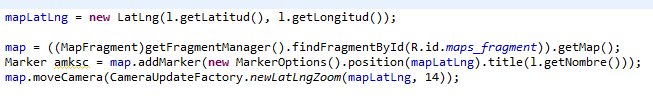 mapLatLng = new LatLng(l.getLatitud(), l.getLongitud());
map = ((MapFragment)getFragmentManager().findFragmentById(R.id.maps_fragment)).getMap();
Marker amksc = map.addMarker(new MarkerOptions().position(mapLatLng).title(l.getNombre()));
map.moveCamera(CameraUpdateFactory.newLatLngZoom(mapLatLng, 14));